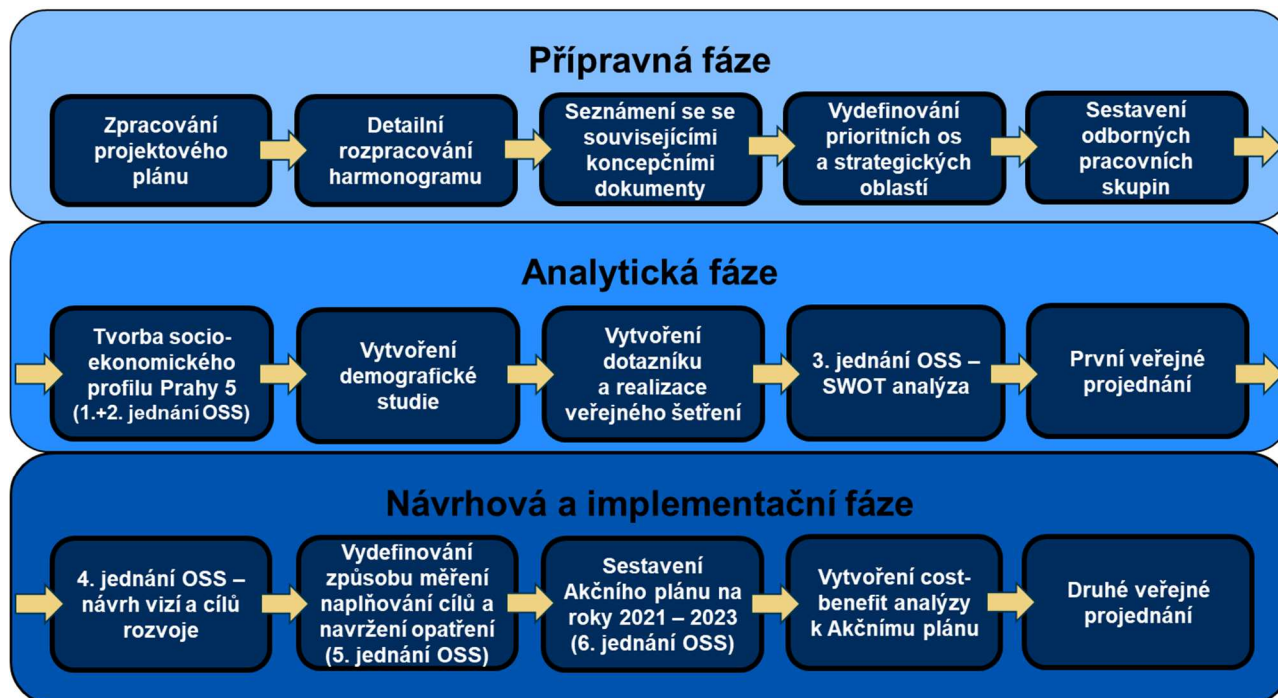 Přípravná fáze
Zpracování
projektového
plánu
Detailní
rozpracování
harmonogramu
Seznámení se se
souvisejícími
koncepčními
dokumenty
Vydefinování
prioritních os
a strategických
oblastí
Sestavení
odborných
pracovních
skupin
Analytická fáze
Tvorba socio-
ekonomického
profilu Prahy 5
(1.+2. jednání OSS)
Vytvoření
demografické
studie
Vytvoření
dotazníku
a realizace
veřejného šetření
3. jednání OSS –
SWOT analýza
První veřejné
projednání
Návrhová a implementační fáze
4. jednání OSS –
návrh vizí a cílů
rozvoje
Vydefinování
způsobu měření
naplňování cílů a
navržení opatření
(5. jednání OSS)
Sestavení
Akčního plánu na
roky 2021 – 2023
(6. jednání OSS)
Vytvoření cost-
benefit analýzy
k Akčnímu plánu
Druhé veřejné
projednání